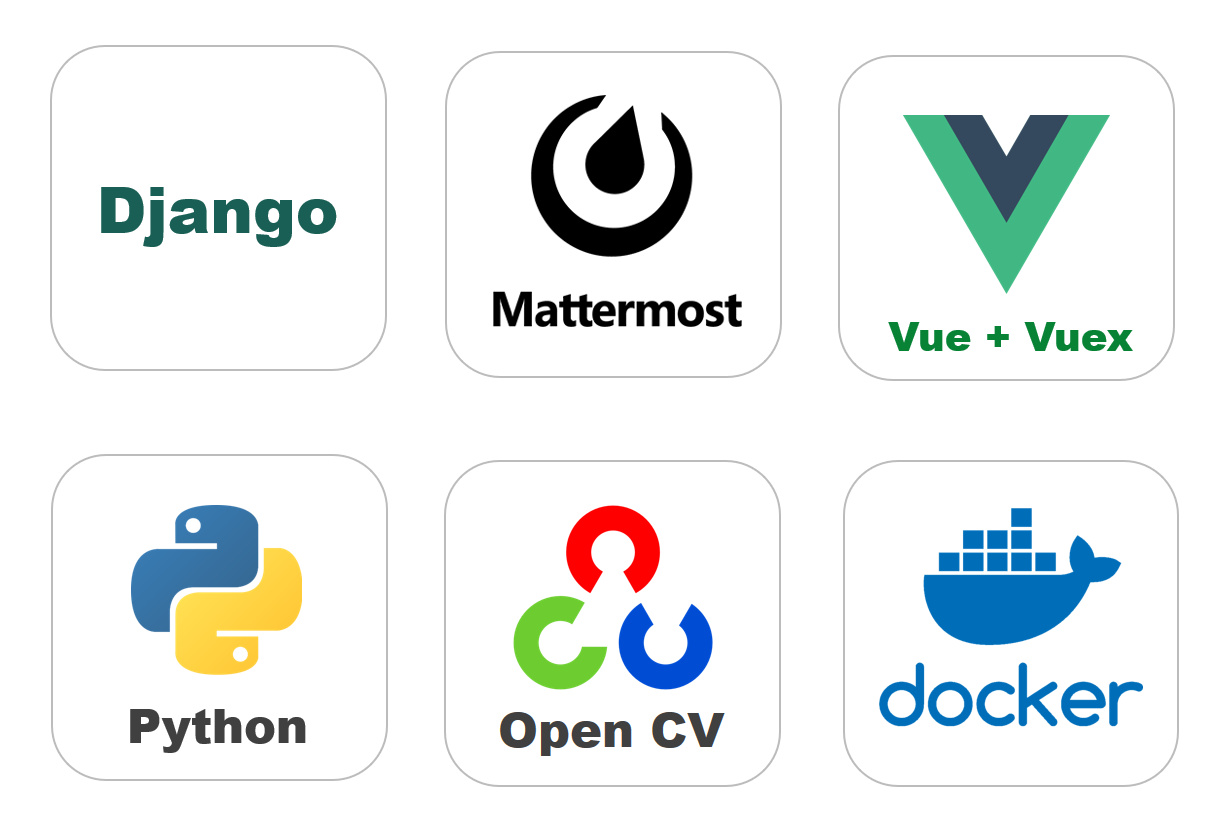 Django
Mattermost
Vue + Vuex
Python
Open CV
docker